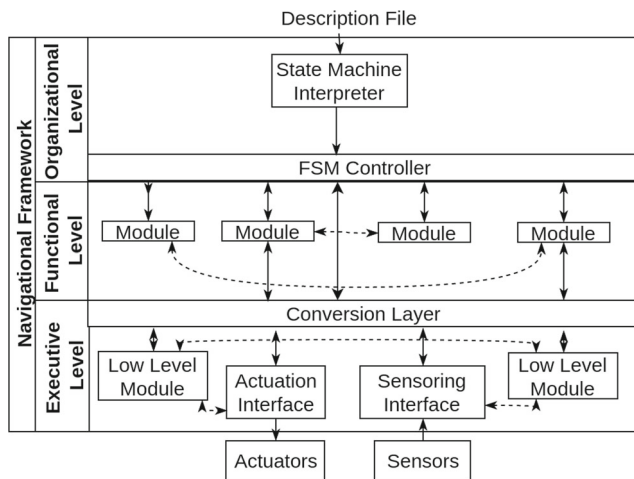 Description File
Navigational Framework
Organizational
Level
State Machine
Interpreter
FSM Controller
Functional
Level
Module
Module
Module
Module
Conversion Layer
Executive
Level
Low Level
Module
Actuation
Interface
Sensoring
Interface
Low Level
Module
Actuators
Sensors